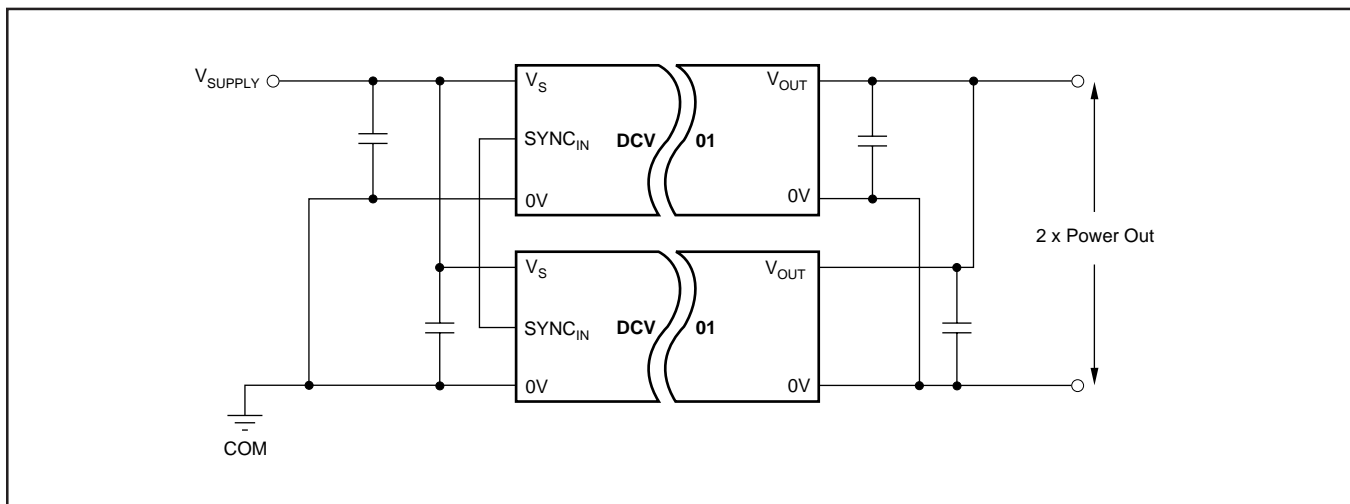 V_SUPPLY
V_S
V_OUT
SYNC_IN
DCV
01
0V
0V
2 x Power Out
V_S
V_OUT
SYNC_IN
DCV
01
0V
0V
COM